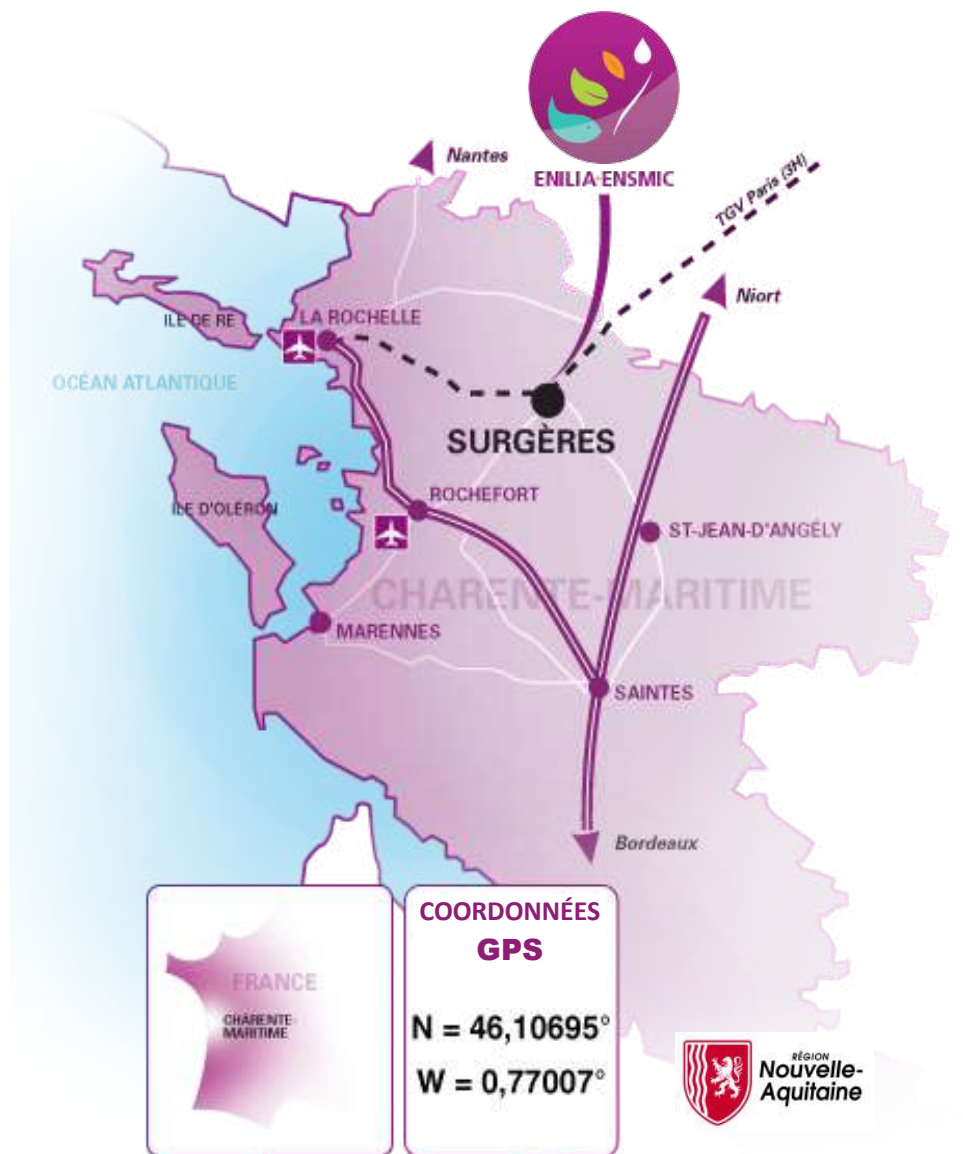 Nantes
ENILIA-ENSMIC
TGV Paris (3H)
Niort
ILE DE RE
LA ROCHELLE
OCÉAN ATLANTIQUE
SURGÈRES
ROCHEFORT
ILE D'OLÉRON
ST-JEAN-D'ANGÉLY
CHARENTE-MARITIME
MARENNES
SAINTES
Bordeaux
FRANCE
CHARENTE-
MARITIME
COORDONNÉES
GPS
N = 46,10695°
W = 0,77007°
RÉGION
Nouvelle-
Aquitaine